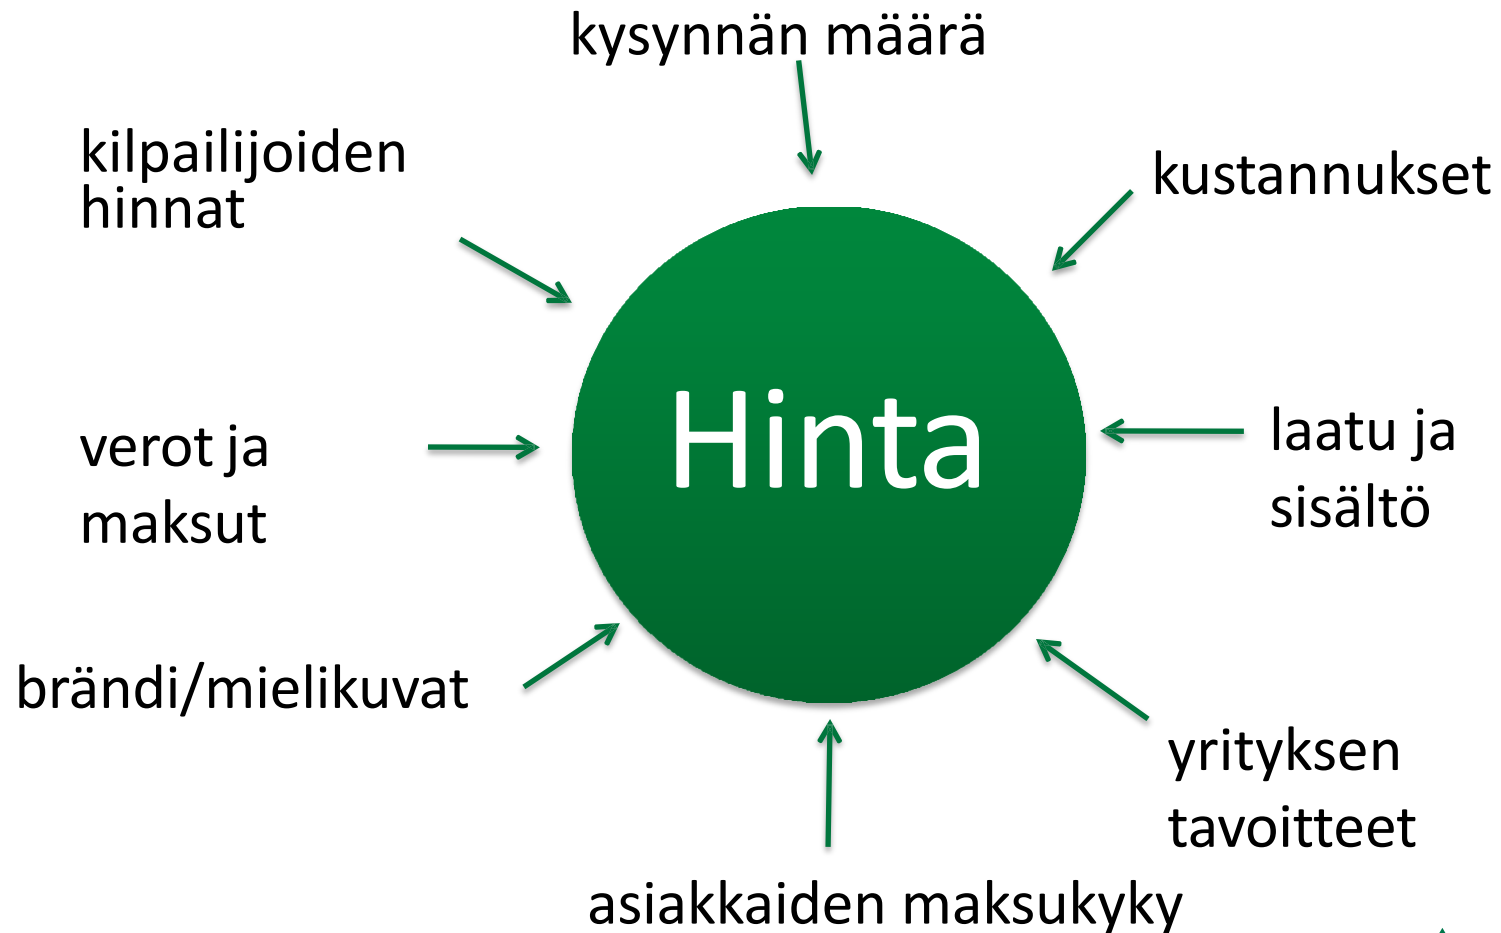 kysynnän määrä
kilpailijoiden
hinnat
kustannukset
Hinta
verot ja
maksut
laatu ja
sisältö
brändi/mielikuvat
yrityksen
tavoitteet
asiakkaiden maksukyky